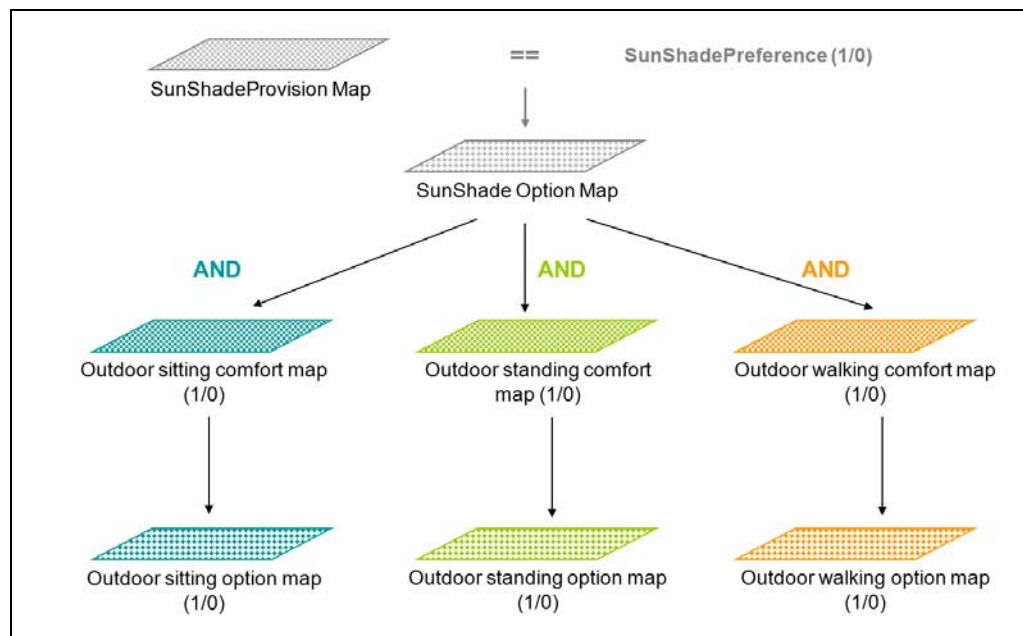 == SunShadePreference (1/0)
SunShadeProvision Map
SunShade Option Map
AND AND AND
Outdoor sitting comfort map
(1/0)
Outdoor standing comfort
map (1/0)
Outdoor walking comfort map
(1/0)
Outdoor sitting option map
(1/0)
Outdoor standing option map
(1/0)
Outdoor walking option map
(1/0)